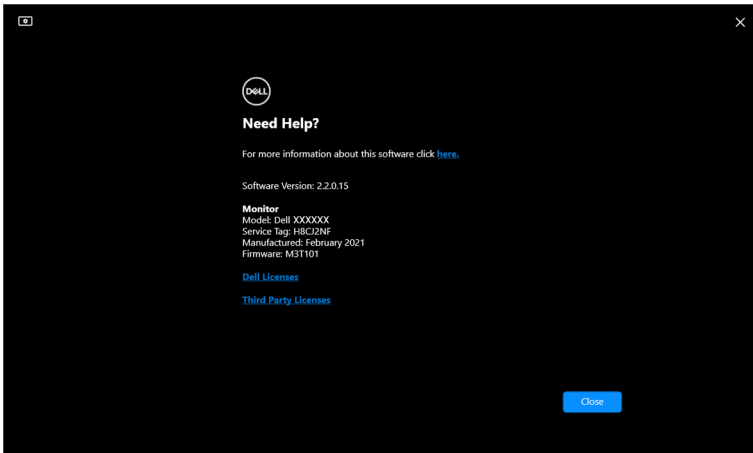 DELL
Need Help?
For more information about this software click here.
Software Version: 2.2.0.15
Monitor
Model: Dell XXXXXX
Service Tag: H8CJ2NF
Manufactured: February 2021
Firmware: M3T101
Dell Licenses
Third Party Licenses
Close